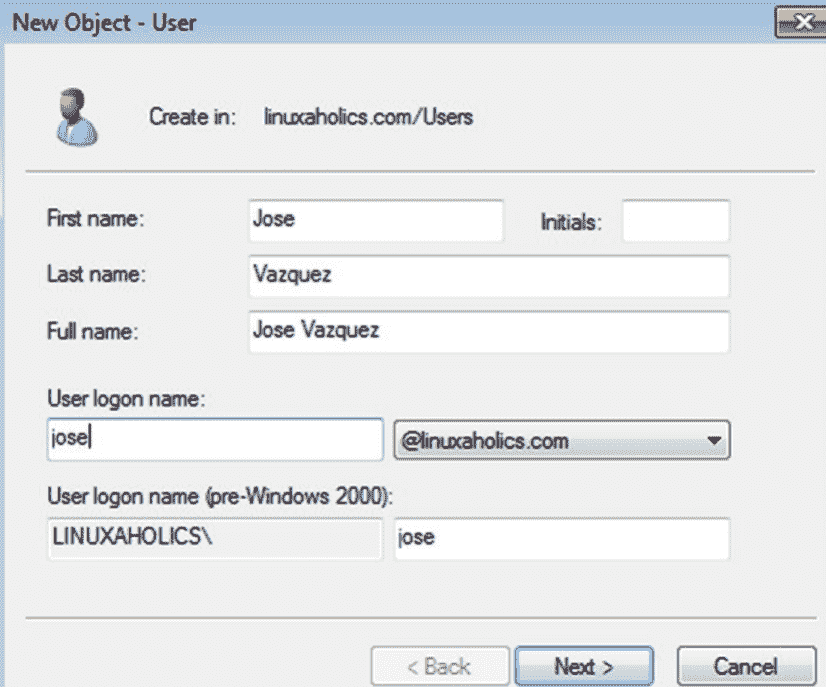 New Object - User
Create in: linuxaholics.com/Users
First name: Jose Initials:
Last name: Vazquez
Full name: Jose Vazquez
User logon name:
jose @linuxaholics.com
User logon name (pre-Windows 2000):
LINUXAHOLICS\ jose
< Back Next > Cancel